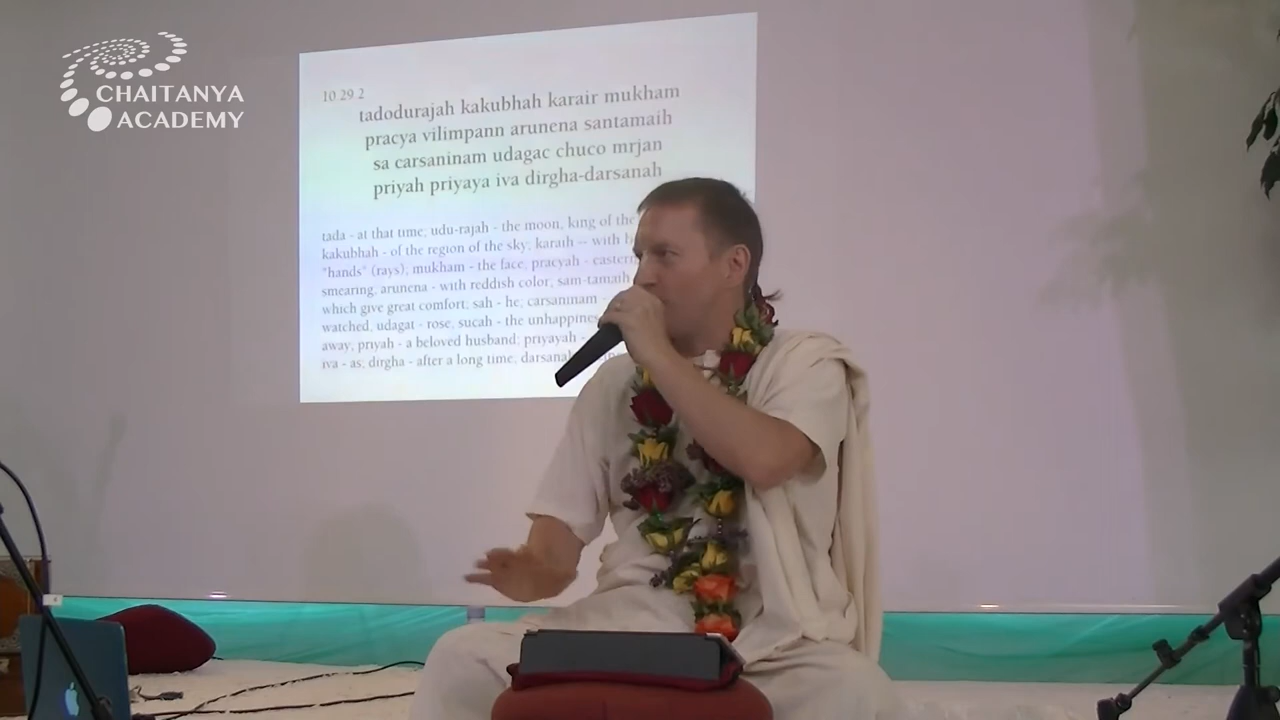 CHAITANYA
ACADEMY
10.29.2
tadodurajah kakubhah karair mukham
pracya vilimpann arunena santamaih
sa carsaninam udagac chuco mrjan
priyah priyaya iva dirgha-darsanah
tada - at that time; udu-rajah - the moon, king of the
kakubhah - of the region of the sky; karaih -- with
"hands" (rays); mukham - the face; pracyah -
smearing; arunena - with reddish color; sam-tamaih
which give great comfort; sah - he; carsaninam -
watched; udagat - rose; sucah - the
away; priyah - a beloved husband; priyayah -
iva - as; dirgha - after a long time;